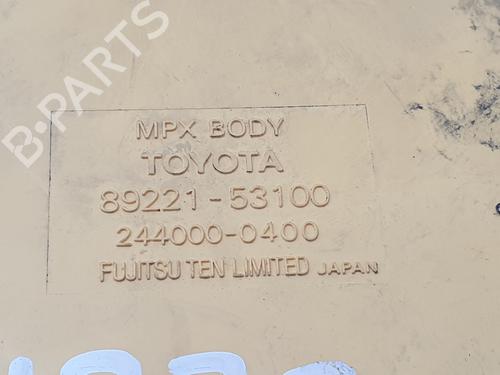 B-PARTS
MPX BODY
TOYOTA
89221-53100
244000-0400
FUJITSU TEN LIMITED JAPAN